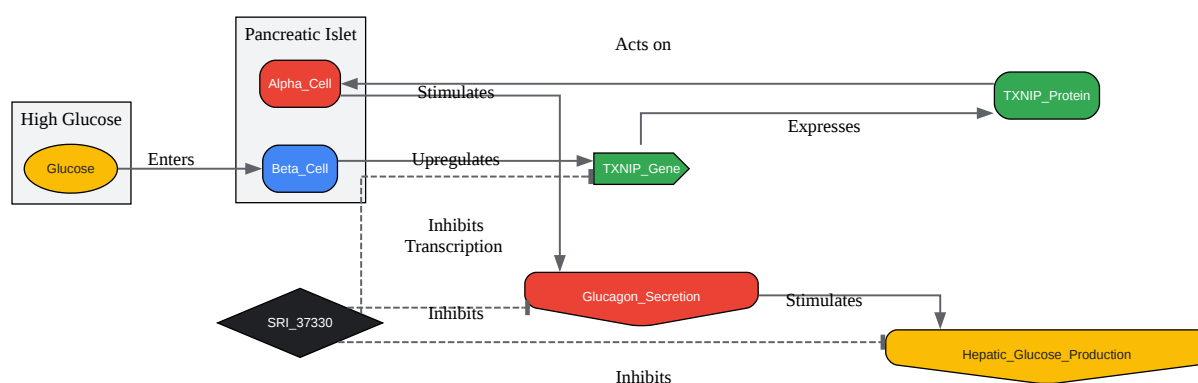 Pancreatic Islet
Acts on
Alpha_Cell
Stimulates
TXNIP_Protein
High Glucose
Expresses
Glucose
Enters
Beta_Cell
Upregulates
TXNIP_Gene
Inhibits
Transcription
Glucagon_Secretion
Stimulates
SRI_37330
Inhibits
Hepatic_Glucose_Production
Inhibits